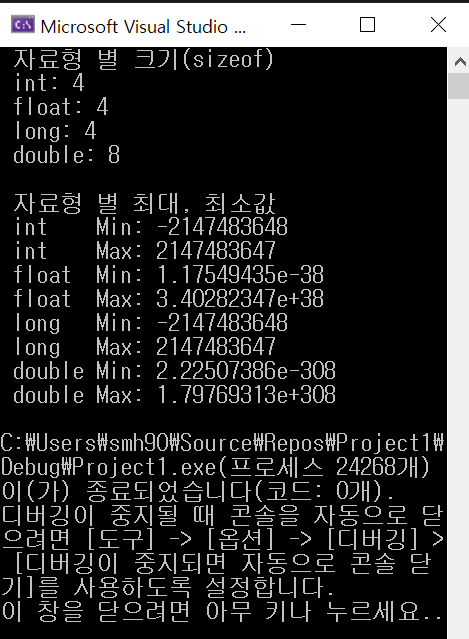 Microsoft Visual Studio ...
자료형 별 크기(sizeof)
int: 4
float: 4
long: 4
double: 8
자료형 별 최대, 최소값
int Min: -2147483648
int Max: 2147483647
float Min: 1.17549435e-38
float Max: 3.40282347e+38
long Min: -2147483648
long Max: 2147483647
double Min: 2.22507386e-308
double Max: 1.79769313e+308
C:₩Users₩smh90₩Source₩Repos₩Project1₩
Debug₩Project1.exe(프로세스 24268개)
이(가) 종료되었습니다(코드: 0개).
디버깅이 중지될 때 콘솔을 자동으로 닫
으려면 [도구] -> [옵션] -> [디버깅] >
[디버깅이 중지되면 자동으로 콘솔 닫
기]를 사용하도록 설정합니다.
이 창을 닫으려면 아무 키나 누르세요..